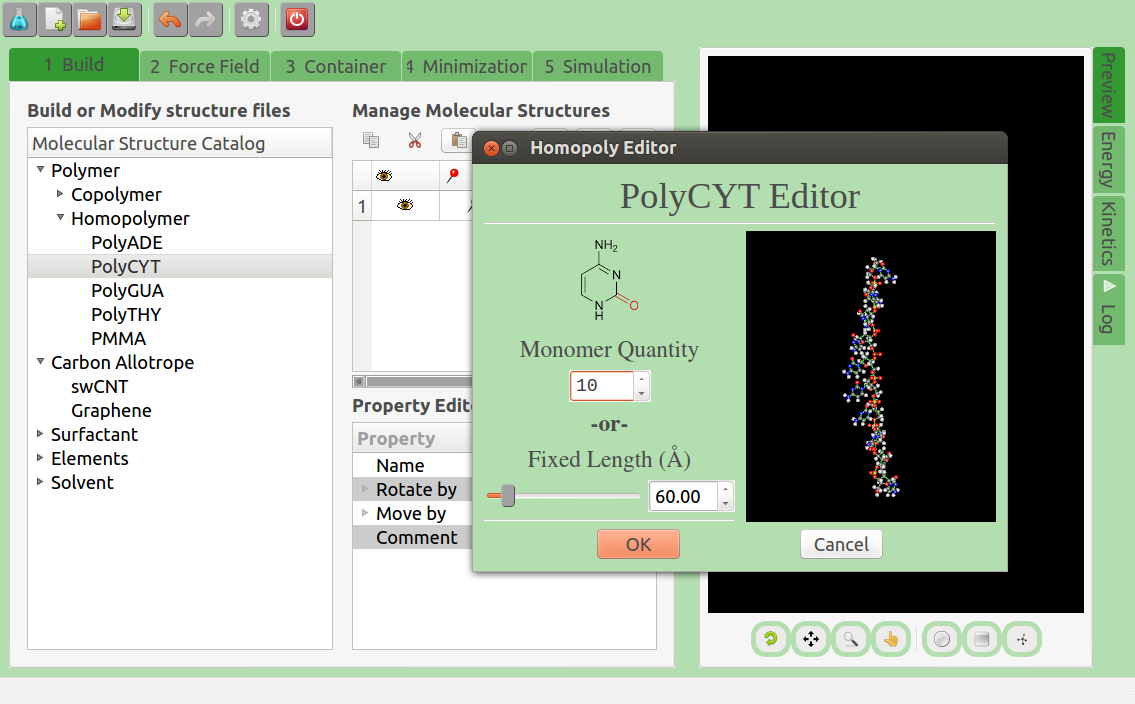 1 Build
2 Force Field
3 Container
4 Minimization
5 Simulation
Build or Modify structure files
Molecular Structure Catalog
Polymer
Copolymer
Homopolymer
PolyADE
PolyCYT
PolyGUA
PolyTHY
PMMA
Carbon Allotrope
swCNT
Graphene
Surfactant
Elements
Solvent
Manage Molecular Structures
1
Property Edit
Property
Name
Rotate by
Move by
Comment
Homopoly Editor
PolyCYT Editor
NH2
N
N
H
O
Monomer Quantity
10
-or-
Fixed Length (Å)
60.00
OK
Cancel
Preview
Energy
Kinetics
Log